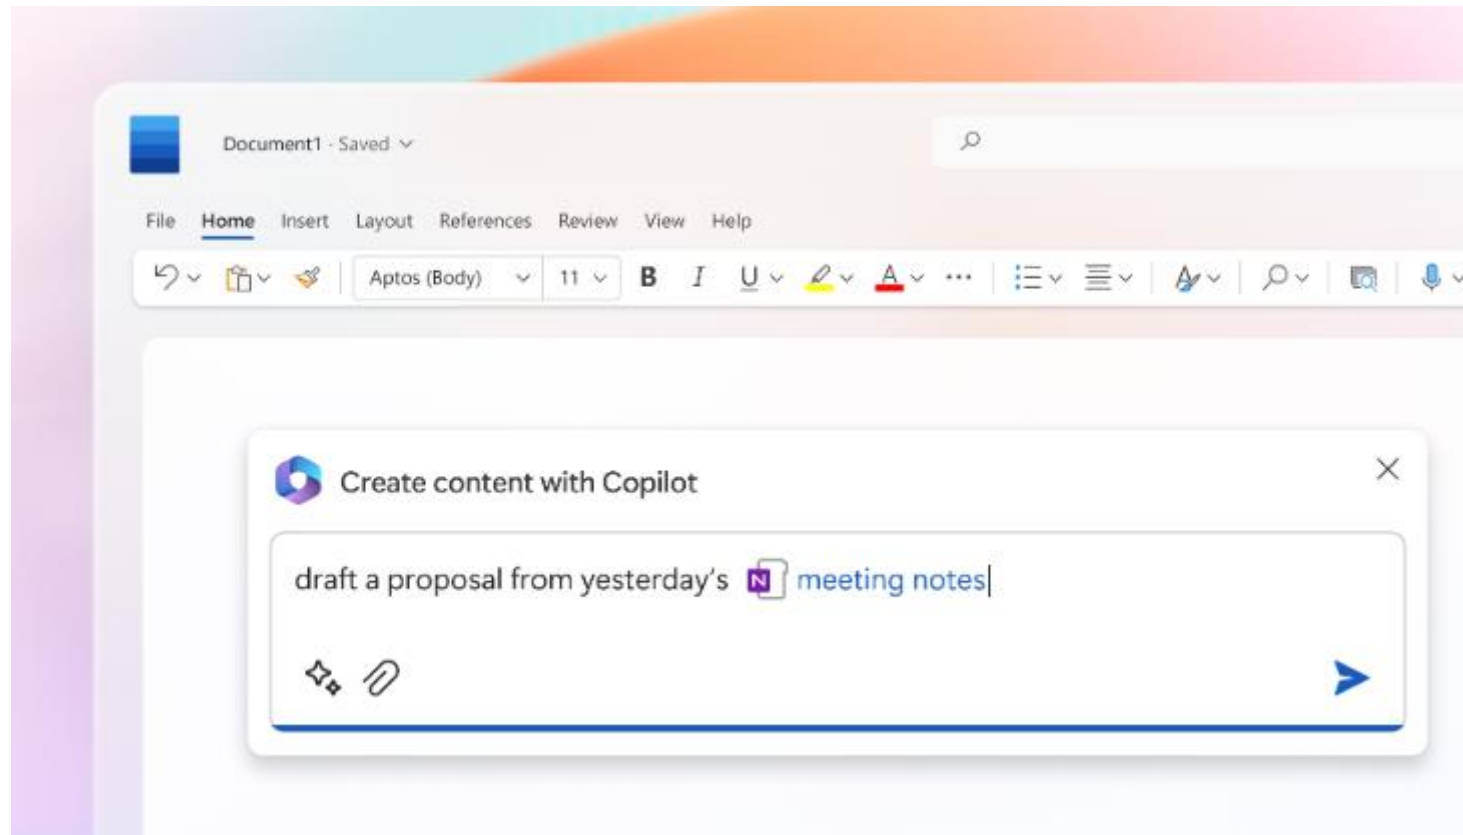 Document1 · Saved
File Home Insert Layout References Review View Help
Aptos (Body) 11 B I U A A
Create content with Copilot
draft a proposal from yesterday's N meeting notes